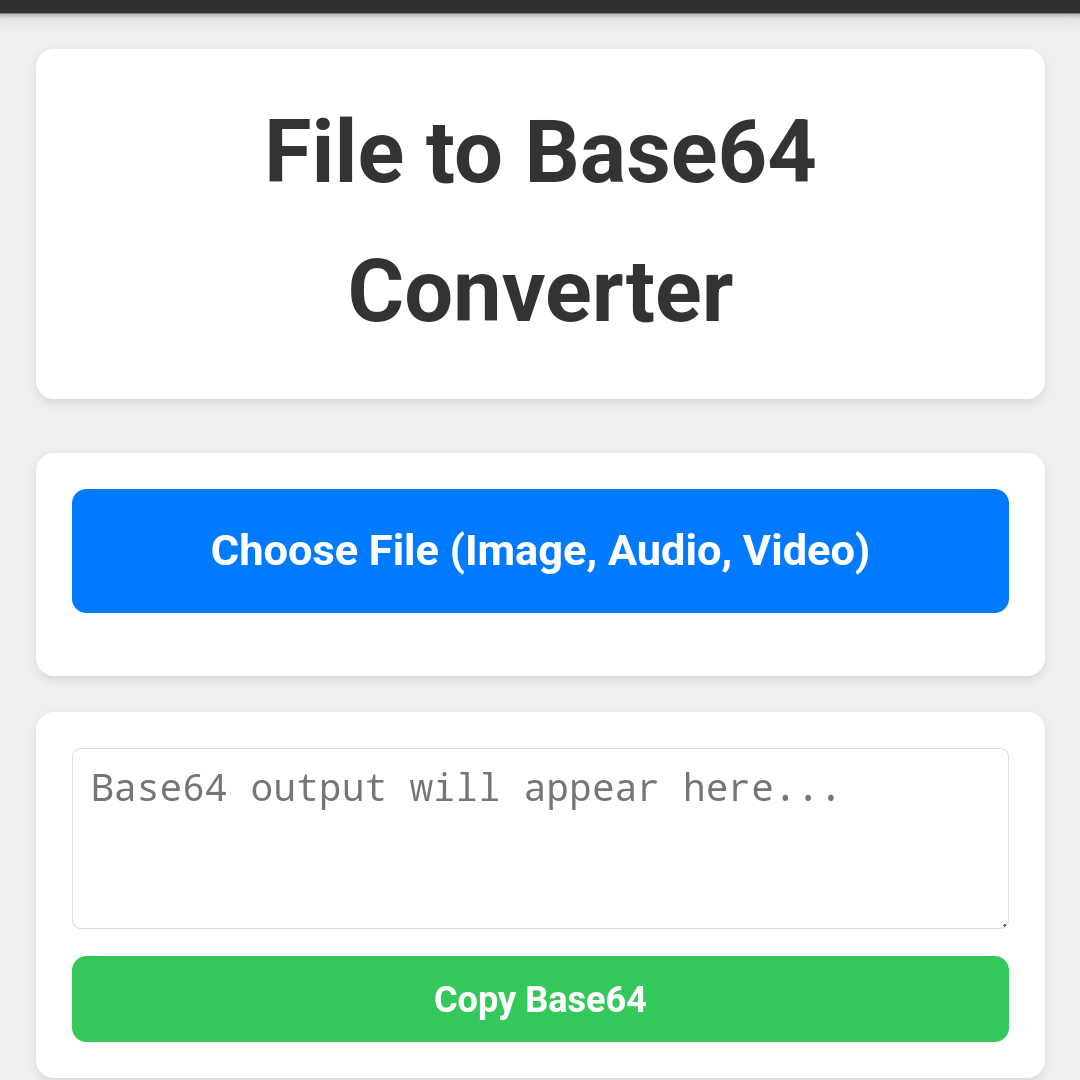 File to Base64
Converter
Choose File (Image, Audio, Video)
Base64 output will appear here...
Copy Base64